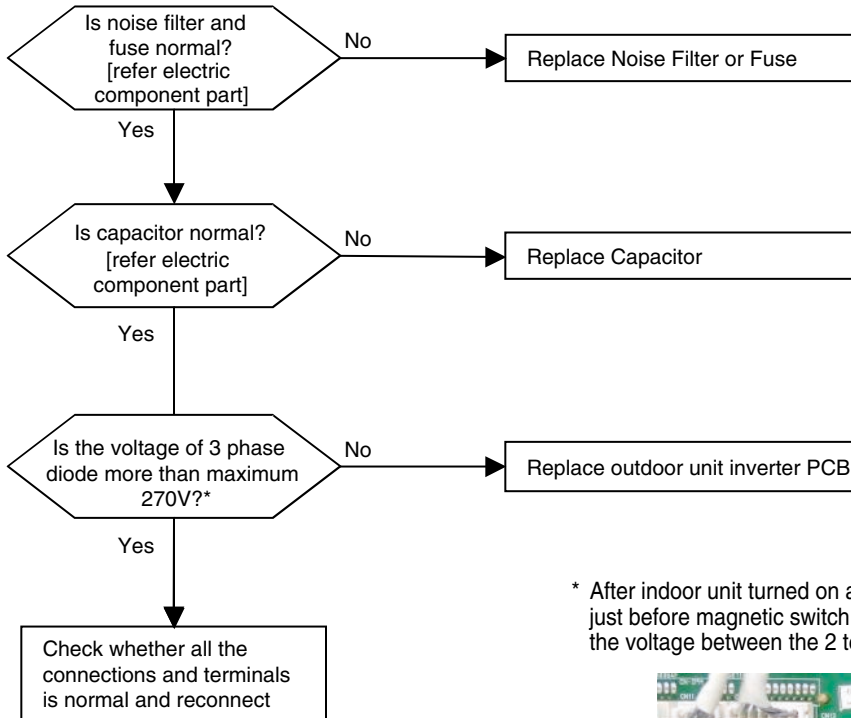 Is noise filter and
fuse normal?
[refer electric
component part]
No
Replace Noise Filter or Fuse
Yes
Is capacitor normal?
[refer electric
component part]
No
Replace Capacitor
Yes
Is the voltage of 3 phase
diode more than maximum
270V?*
No
Replace outdoor unit inverter PCB
Yes
* After indoor unit turned on a
just before magnetic switch
the voltage between the 2 te
Check whether all the
connections and terminals
is normal and reconnect